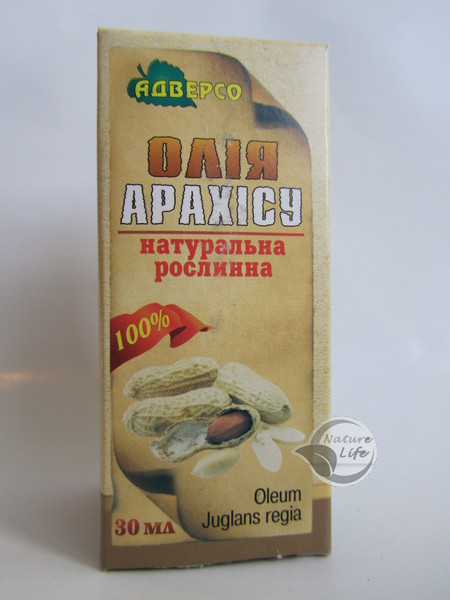 АДВЕРСО
ОЛІЯ
АРАХІСУ
натуральна
рослинна
100%
Nature
Life
Oleum
Juglans regia
30 мл